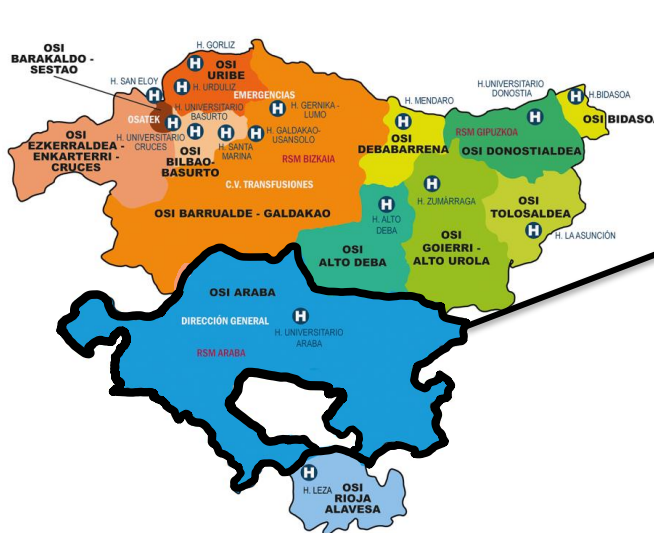 OSI
BARAKALDO -
SESTAO
H. GORLIZ
OSI
URIBE
H. SAN ELOY
H. URDULIZ
EMERGENCIAS
OSATEK
H. UNIVERSITARIO
BASURTO
H. GERNIKA -
LUMO
H. UNIVERSITARIO
CRUCES
H. SANTA
MARINA
H. GALDAKAO-
USANSOLO
OSI
EZKERRALDEA -
ENKARTERRI -
CRUCES
OSI
BILBAO-
BASURTO
RSM BIZKAIA
C.V. TRANSFUSIONES
OSI BARRUALDE - GALDAKAO
H. MENDARO
OSI
DEBABARRENA
H.UNIVERSITARIO
DONOSTIA
H.BIDASOA
OSI BIDASOA
RSM GIPUZKOA
OSI DONOSTIALDEA
H. ZUMÁRRAGA
H. ALTO
DEBA
OSI
TOLOSALDEA
H. LA ASUNCIÓN
OSI
GOIERRI -
ALTO UROLA
OSI
ALTO DEBA
OSI ARABA
DIRECCIÓN GENERAL
H. UNIVERSITARIO
ARABA
RSM ARABA
H. LEZA
OSI
RIOJA
ALAVESA